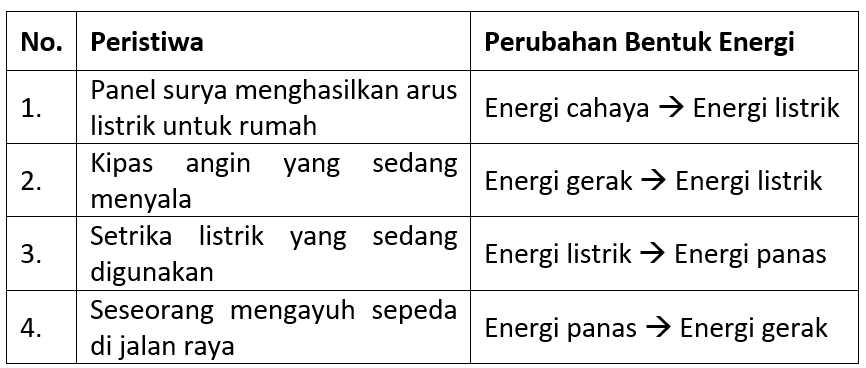 No. Peristiwa Perubahan Bentuk Energi
1. Panel surya menghasilkan arus
listrik untuk rumah
Energi cahaya → Energi listrik
2. Kipas angin yang sedang
menyala
Energi gerak → Energi listrik
3. Setrika listrik yang sedang
digunakan
Energi listrik → Energi panas
4. Seseorang mengayuh sepeda
di jalan raya
Energi panas → Energi gerak